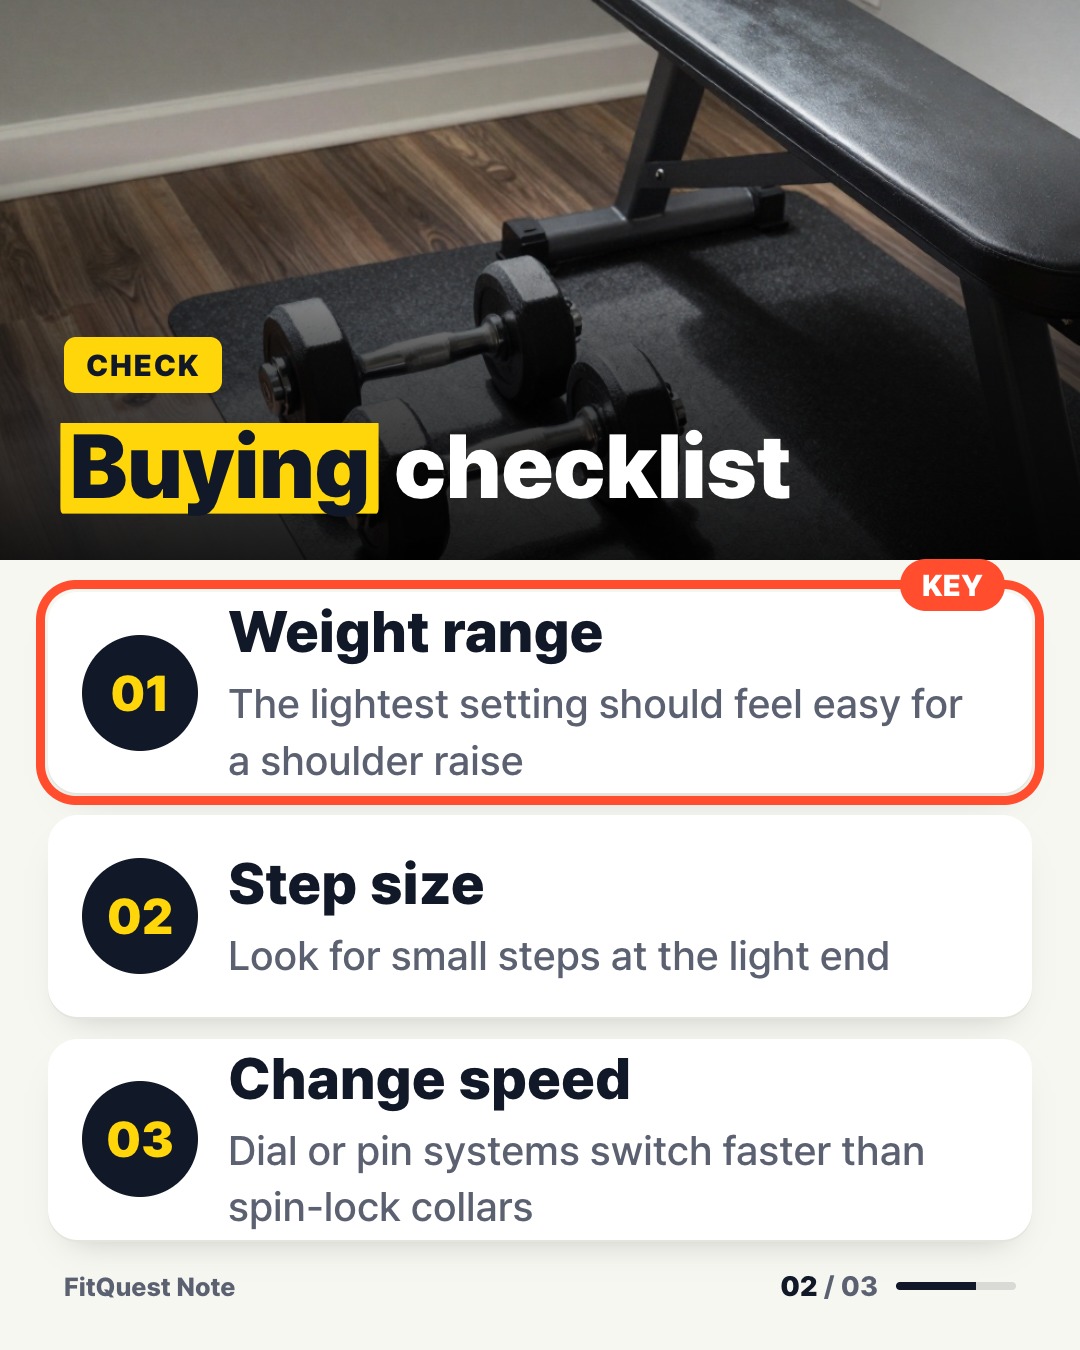 CHECK
Buying checklist
KEY
01
Weight range
The lightest setting should feel easy for
a shoulder raise
02
Step size
Look for small steps at the light end
03
Change speed
Dial or pin systems switch faster than
spin-lock collars
FitQuest Note
02 / 03